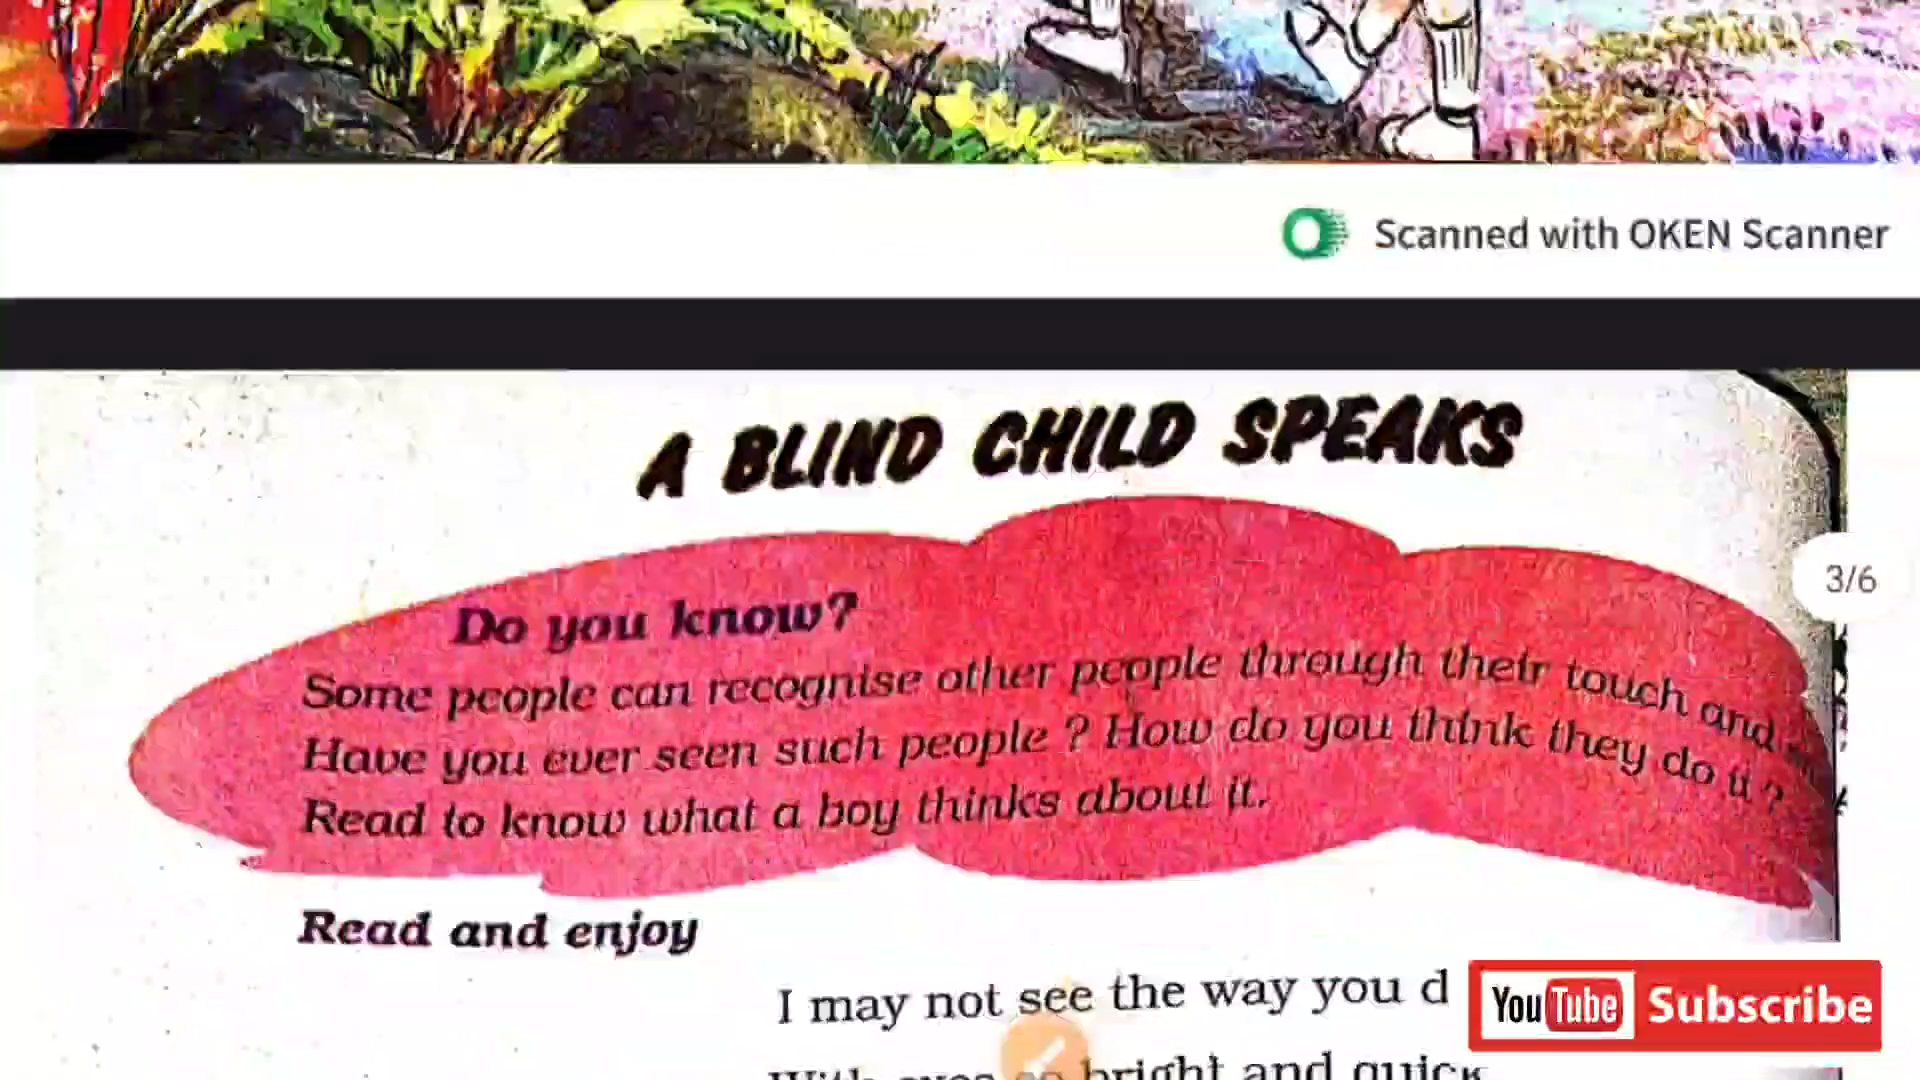 Scanned with OKEN Scanner
A BLIND CHILD SPEAKS
3/6
Do you know?
Some people can recognise other people through their touch and
Have you ever seen such people ? How do you think they do it ?
Read to know what a boy thinks about it.
Read and enjoy
I may not see the way you d
YouTube Subscribe
bright and quick